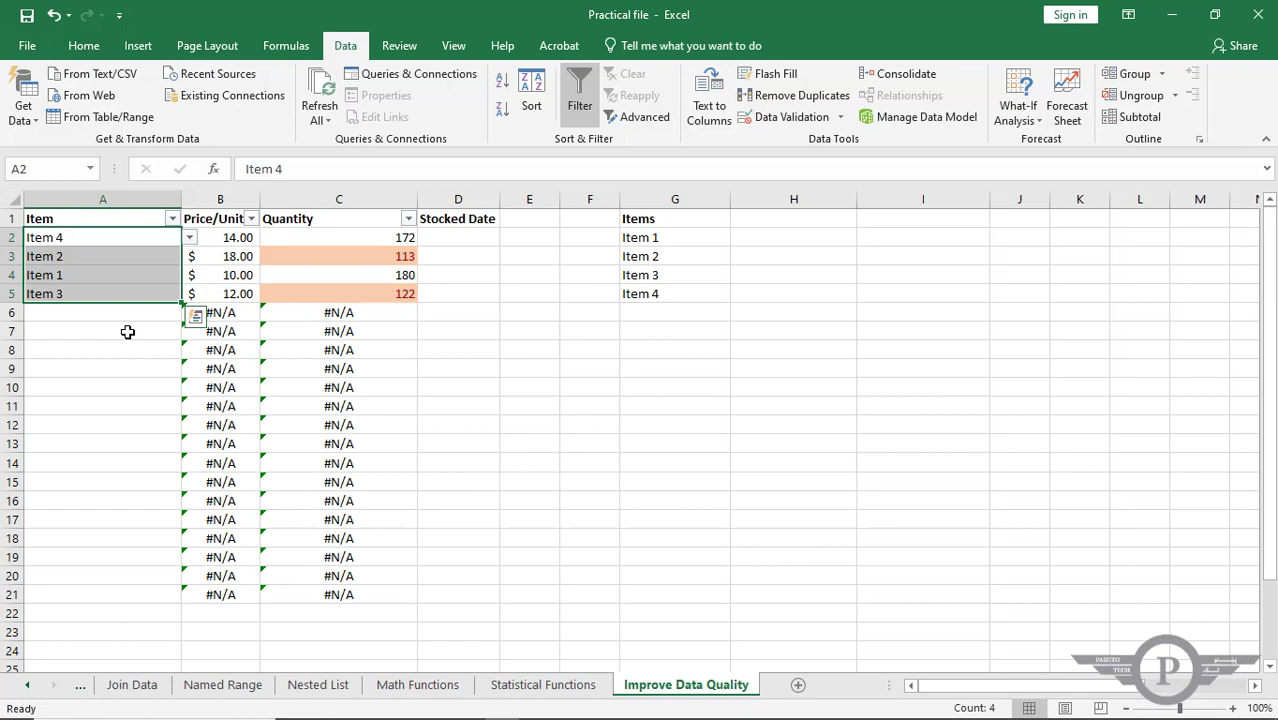 Practical file - Excel
Sign in
File Home Insert Page Layout Formulas Data Review View Help Acrobat Tell me what you want to do Share
Get Data
From Text/CSV
From Web
From Table/Range
Recent Sources
Existing Connections
Get & Transform Data
Refresh All
Queries & Connections
Properties
Edit Links
Queries & Connections
Sort
Filter
Clear
Reapply
Advanced
Sort & Filter
Text to Columns
Flash Fill
Remove Duplicates
Data Validation
Consolidate
Relationships
Manage Data Model
Data Tools
What-If Analysis
Forecast Sheet
Forecast
Group
Ungroup
Subtotal
Outline
A2 fx Item 4
A B C D E F G H I J K L M N
1 Item Price/Unit Quantity Stocked Date Items
2 Item 4 14.00 172 Item 1
3 Item 2 $ 18.00 113 Item 2
4 Item 1 $ 10.00 180 Item 3
5 Item 3 $ 12.00 122 Item 4
6 #N/A #N/A
7 #N/A #N/A
8 #N/A #N/A
9 #N/A #N/A
10 #N/A #N/A
11 #N/A #N/A
12 #N/A #N/A
13 #N/A #N/A
14 #N/A #N/A
15 #N/A #N/A
16 #N/A #N/A
17 #N/A #N/A
18 #N/A #N/A
19 #N/A #N/A
20 #N/A #N/A
21 #N/A #N/A
22
23
24
25
... Join Data Named Range Nested List Math Functions Statistical Functions Improve Data Quality
Ready Count: 4 100%
P